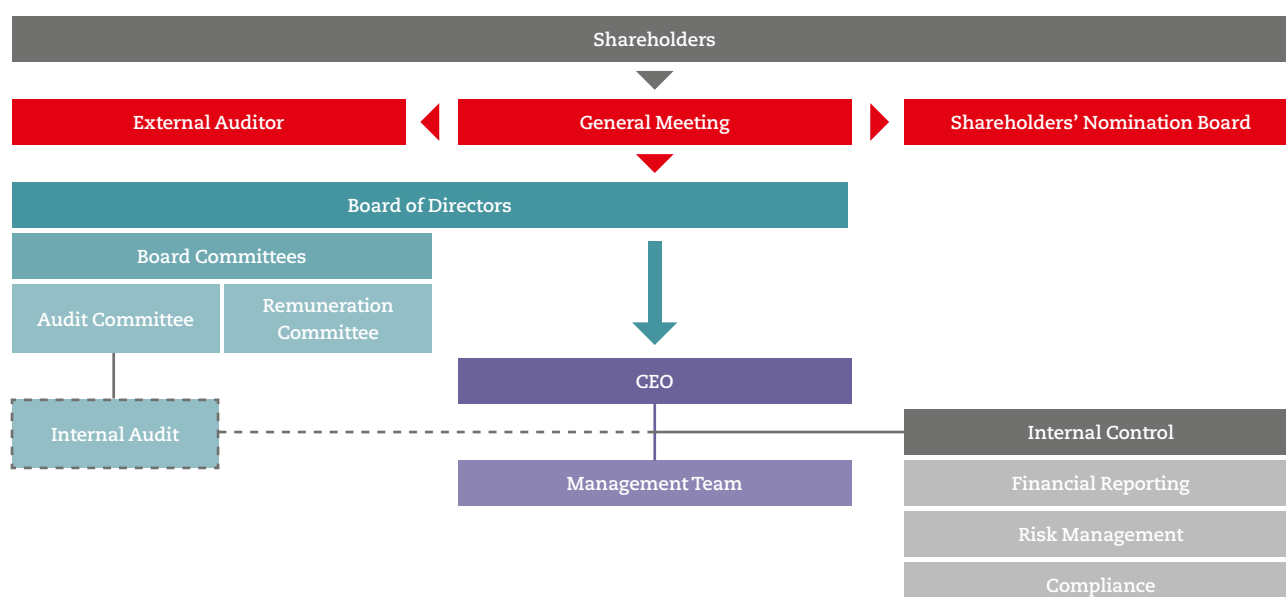 Shareholders
External Auditor
General Meeting
Shareholders’ Nomination Board
Board of Directors
Board Committees
Audit Committee
Remuneration
Committee
CEO
Internal Audit
Internal Control
Management Team
Financial Reporting
Risk Management
Compliance